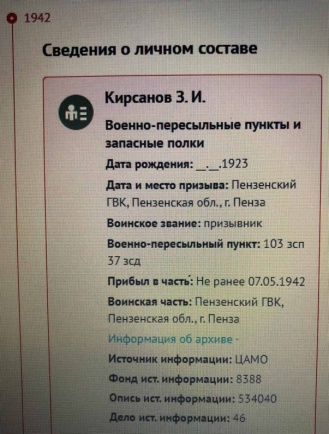 1942
Сведения о личном составе
Кирсанов З. И.
Военно-пересыльные пункты и
запасные полки
Дата рождения: __.__.1923
Дата и место призыва: Пензенский
ГВК, Пензенская обл., г. Пенза
Воинское звание: призывник
Военно-пересыльный пункт: 103 зсп
37 зсд
Прибыл в часть: Не ранее 07.05.1942
Воинская часть: Пензенский ГВК,
Пензенская обл., г. Пенза
Информация об архиве -
Источник информации: ЦАМО
Фонд ист. информации: 8388
Опись ист. информации: 534040
Дело ист. информации: 46